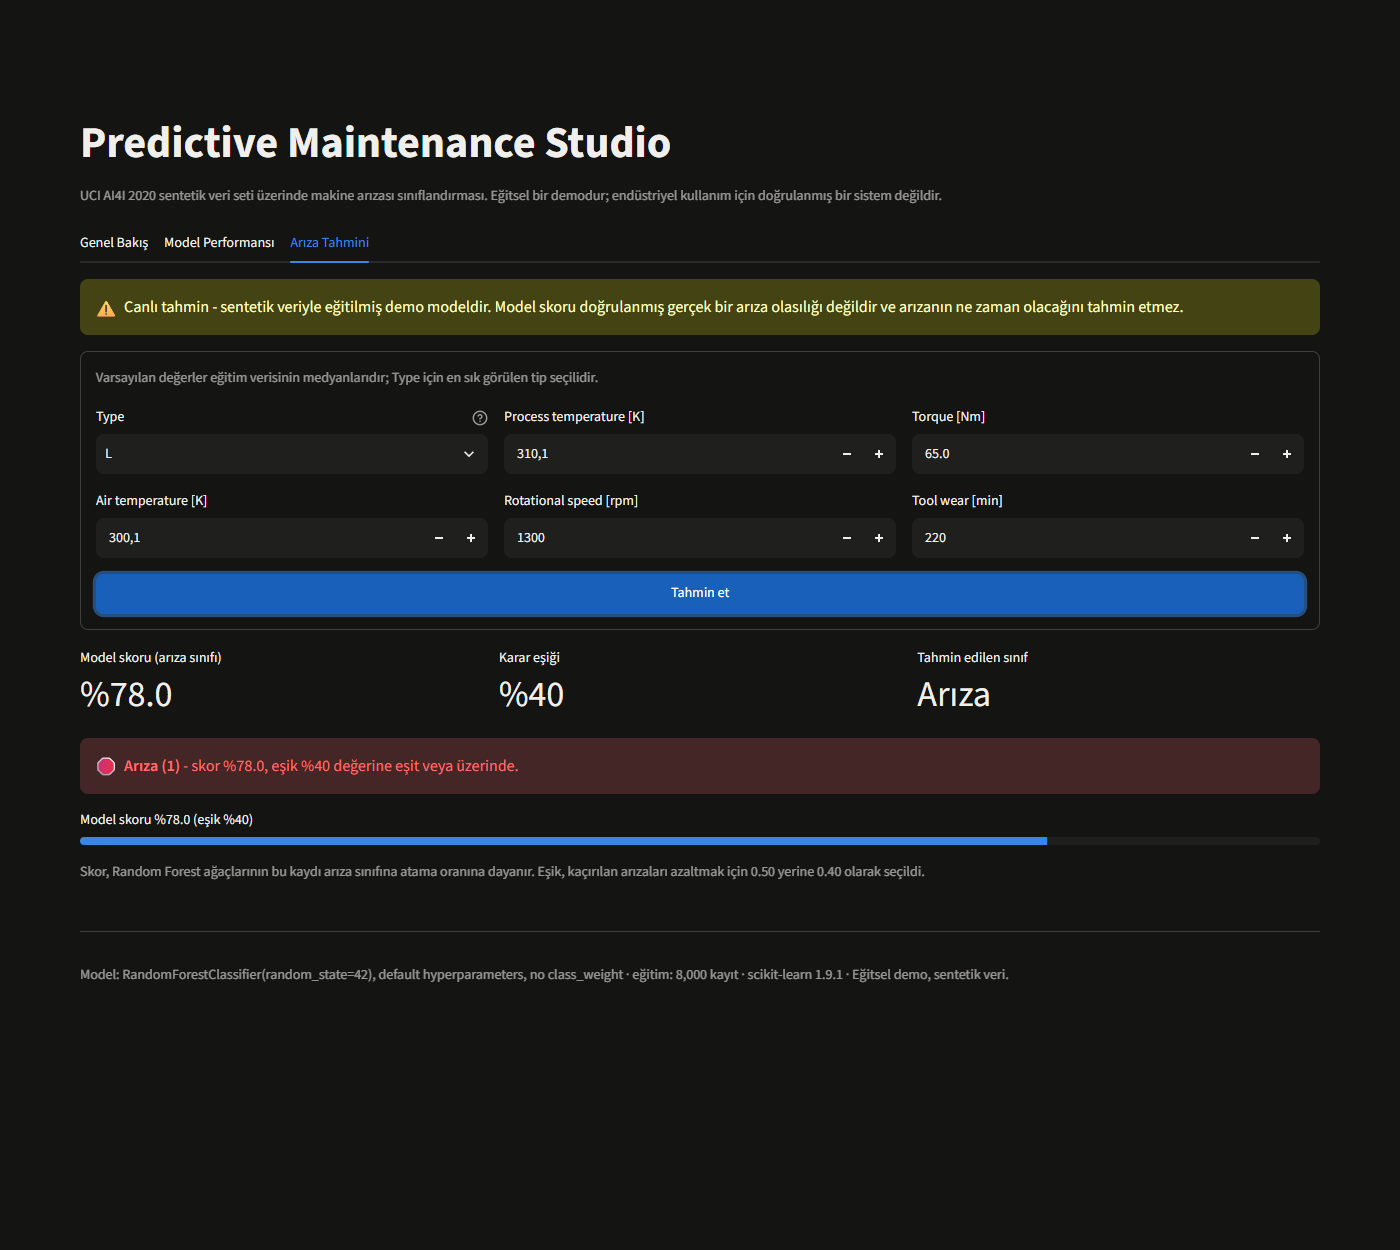 Predictive Maintenance Studio
UCI AI4I 2020 sentetik veri seti üzerinde makine arızası sınıflandırması. Eğitsel bir demodur; endüstriyel kullanım için doğrulanmış bir sistem değildir.
Genel Bakış Model Performansı Arıza Tahmini
Canlı tahmin - sentetik veriyle eğitilmiş demo modeldir. Model skoru doğrulanmış gerçek bir arıza olasılığı değildir ve arızanın ne zaman olacağını tahmin etmez.
Varsayılan değerler eğitim verisinin medyanlarıdır; Type için en sık görülen tip seçilidir.
Type Process temperature [K] Torque [Nm]
L 310,1 65.0
Air temperature [K] Rotational speed [rpm] Tool wear [min]
300,1 1300 220
Tahmin et
Model skoru (arıza sınıfı) Karar eşiği Tahmin edilen sınıf
%78.0 %40 Arıza
Arıza (1) - skor %78.0, eşik %40 değerine eşit veya üzerinde.
Model skoru %78.0 (eşik %40)
Skor, Random Forest ağaçlarının bu kaydı arıza sınıfına atama oranına dayanır. Eşik, kaçırılan arızaları azaltmak için 0.50 yerine 0.40 olarak seçildi.
Model: RandomForestClassifier(random_state=42), default hyperparameters, no class_weight · eğitim: 8,000 kayıt · scikit-learn 1.9.1 · Eğitsel demo, sentetik veri.